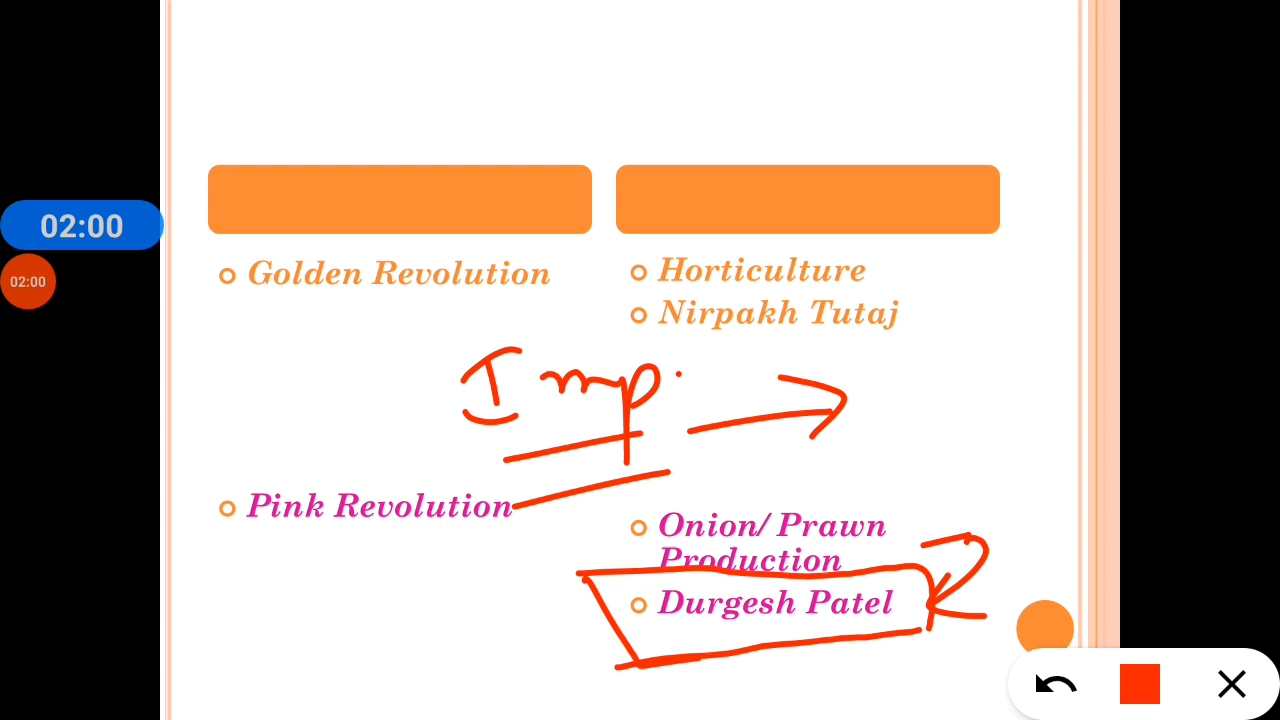 02:00
02:00
Golden Revolution
Horticulture
Nirpakh Tutaj
Imp.
Pink Revolution
Onion/ Prawn
Production
Durgesh Patel